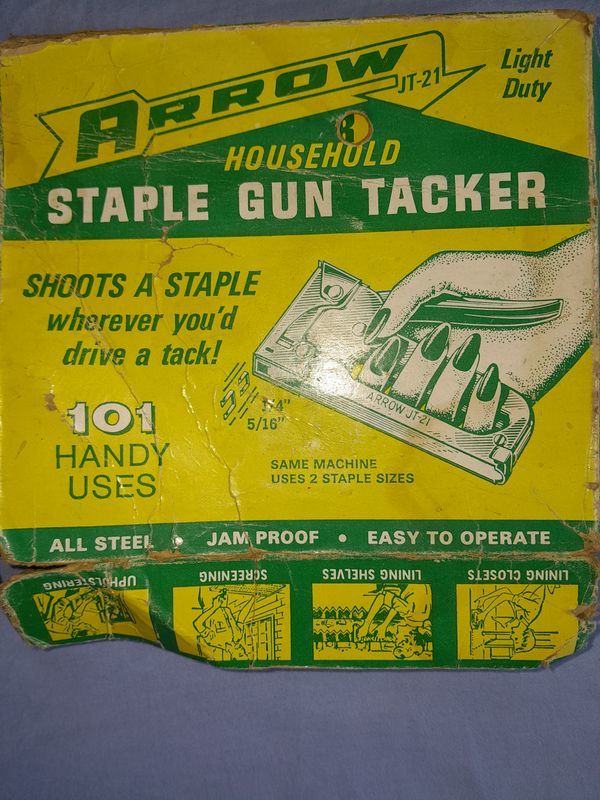 ARROW JT-21
Light
Duty
HOUSEHOLD
STAPLE GUN TACKER
SHOOTS A STAPLE
wherever you'd
drive a tack!
101
HANDY
USES
1/4"
5/16"
ARROW JT-21
SAME MACHINE
USES 2 STAPLE SIZES
ALL STEEL • JAM PROOF • EASY TO OPERATE
UPHOLSTERING
SCREENING
LINING SHELVES
LINING CLOSETS